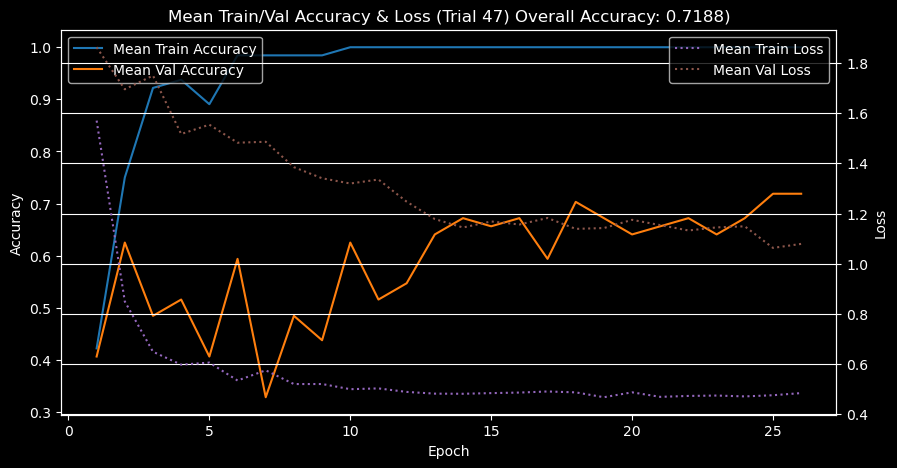 Mean Train/Val Accuracy & Loss (Trial 47) Overall Accuracy: 0.7188)
Mean Train Accuracy
Mean Val Accuracy
Mean Train Loss
Mean Val Loss
Accuracy
1.0
0.9
0.8
0.7
0.6
0.5
0.4
0.3
Loss
1.8
1.6
1.4
1.2
1.0
0.8
0.6
0.4
0 5 10 15 20 25
Epoch